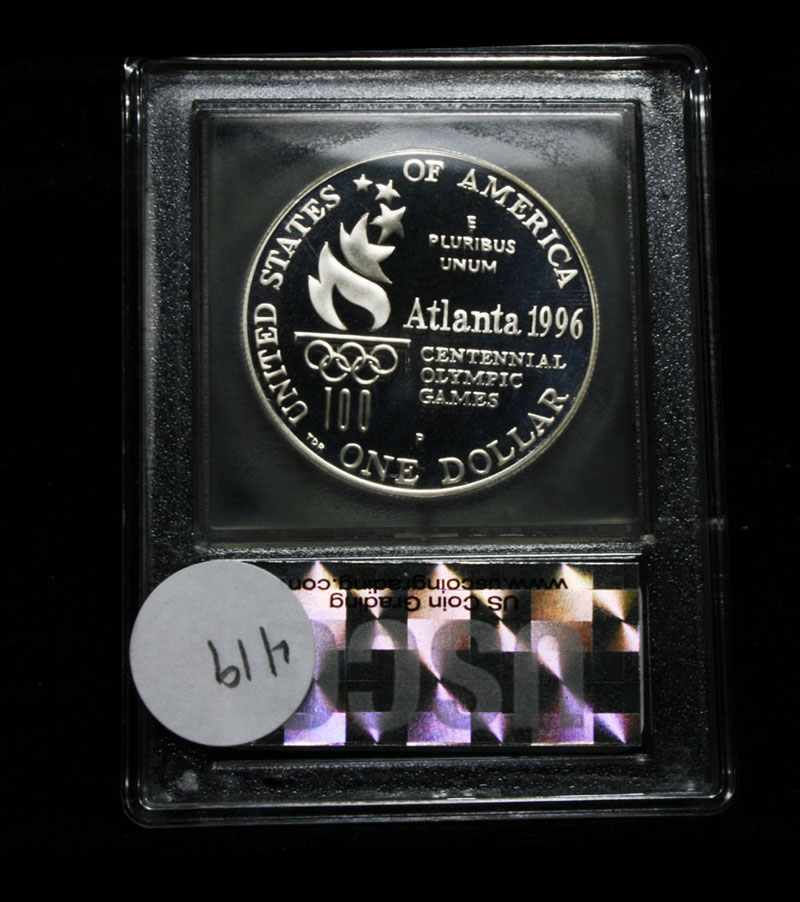 UNITED STATES OF AMERICA
E
PLURIBUS
UNUM
Atlanta 1996
CENTENNIAL
OLYMPIC
GAMES
100
TDP
P
ONE DOLLAR
419
USCG
US Coin Grading
www.uscoingrading.com